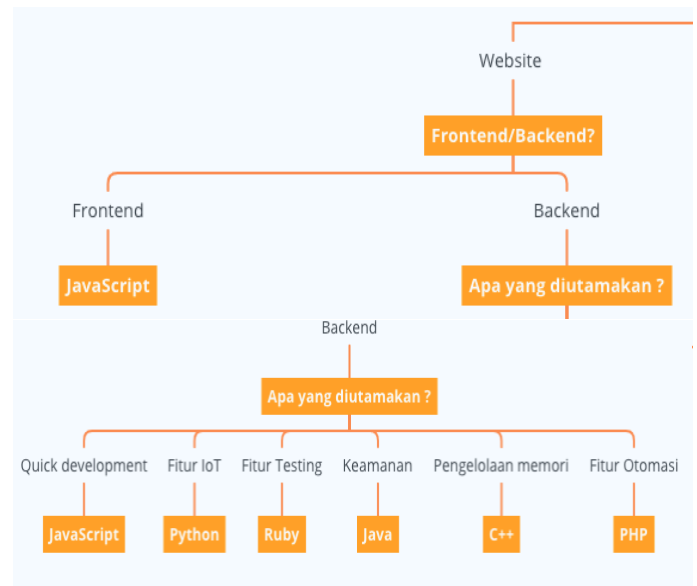 Website
Frontend/Backend?
Frontend
Backend
JavaScript
Apa yang diutamakan ?
Backend
Apa yang diutamakan ?
Quick development
Fitur IoT
Fitur Testing
Keamanan
Pengelolaan memori
Fitur Otomasi
JavaScript
Python
Ruby
Java
C++
PHP